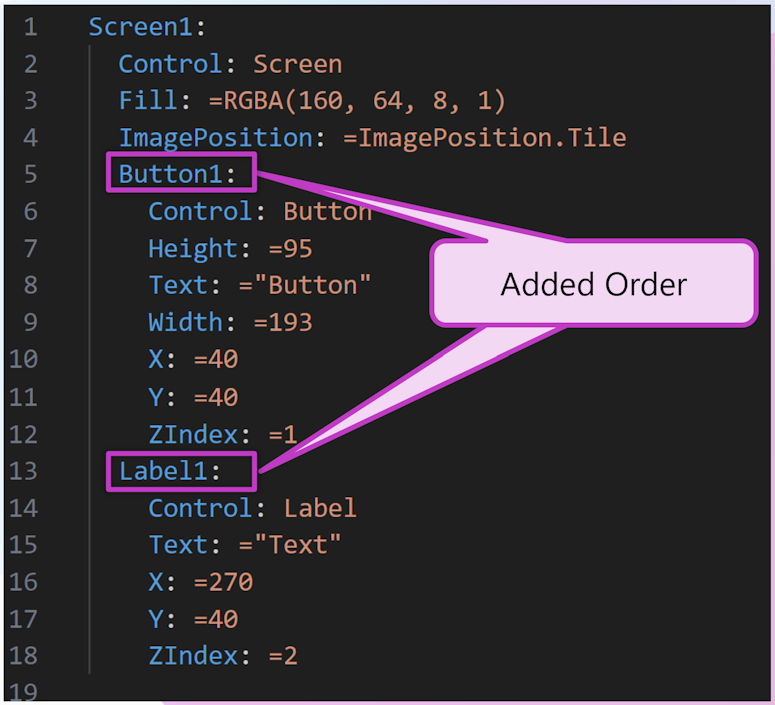 1 Screen1:
2 Control: Screen
3 Fill: =RGBA(160, 64, 8, 1)
4 ImagePosition: =ImagePosition.Tile
5 Button1:
6 Control: Button
7 Height: =95
8 Text: ="Button"
9 Width: =193
10 X: =40
11 Y: =40
12 ZIndex: =1
13 Label1:
14 Control: Label
15 Text: ="Text"
16 X: =270
17 Y: =40
18 ZIndex: =2
19
Added Order